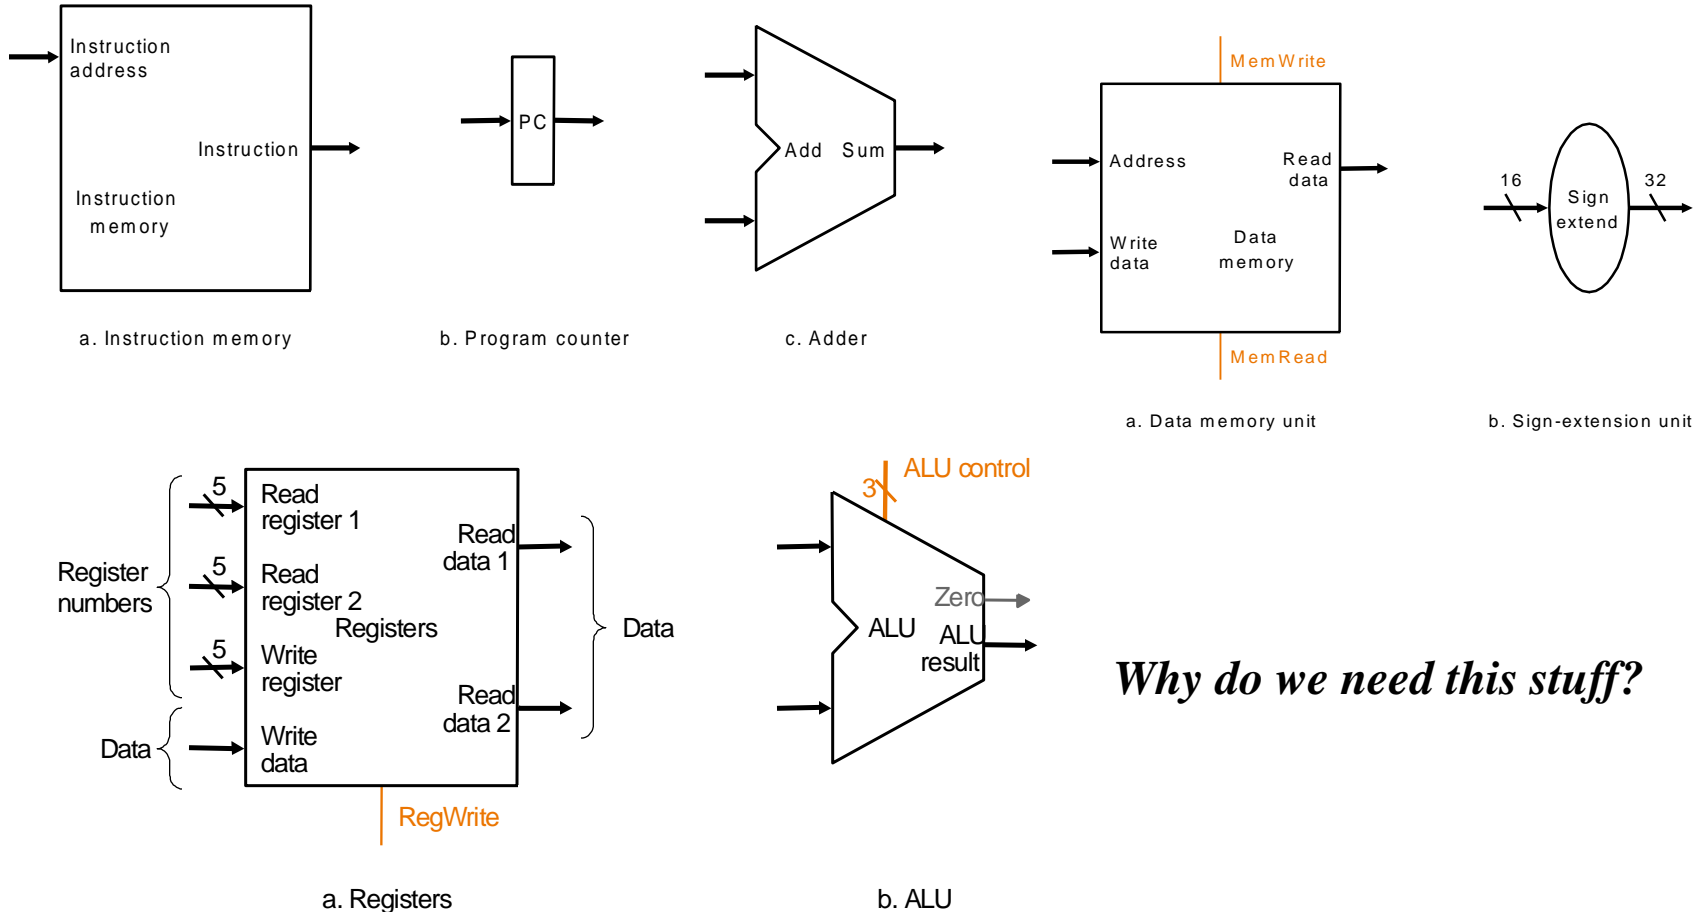 Instruction
address
Instruction
Instruction
memory
a. Instruction memory
PC
b. Program counter
Add Sum
c. Adder
MemWrite
Address
Read
data
Write
data
Data
memory
MemRead
a. Data memory unit
16
Sign
extend
32
b. Sign-extension unit
Register
numbers
5
Read
register 1
5
Read
register 2
Registers
5
Write
register
Data
Write
data
Read
data 1
Read
data 2
Data
RegWrite
a. Registers
ALU control
3
Zero
ALU
ALU
result
b. ALU
Why do we need this stuff?